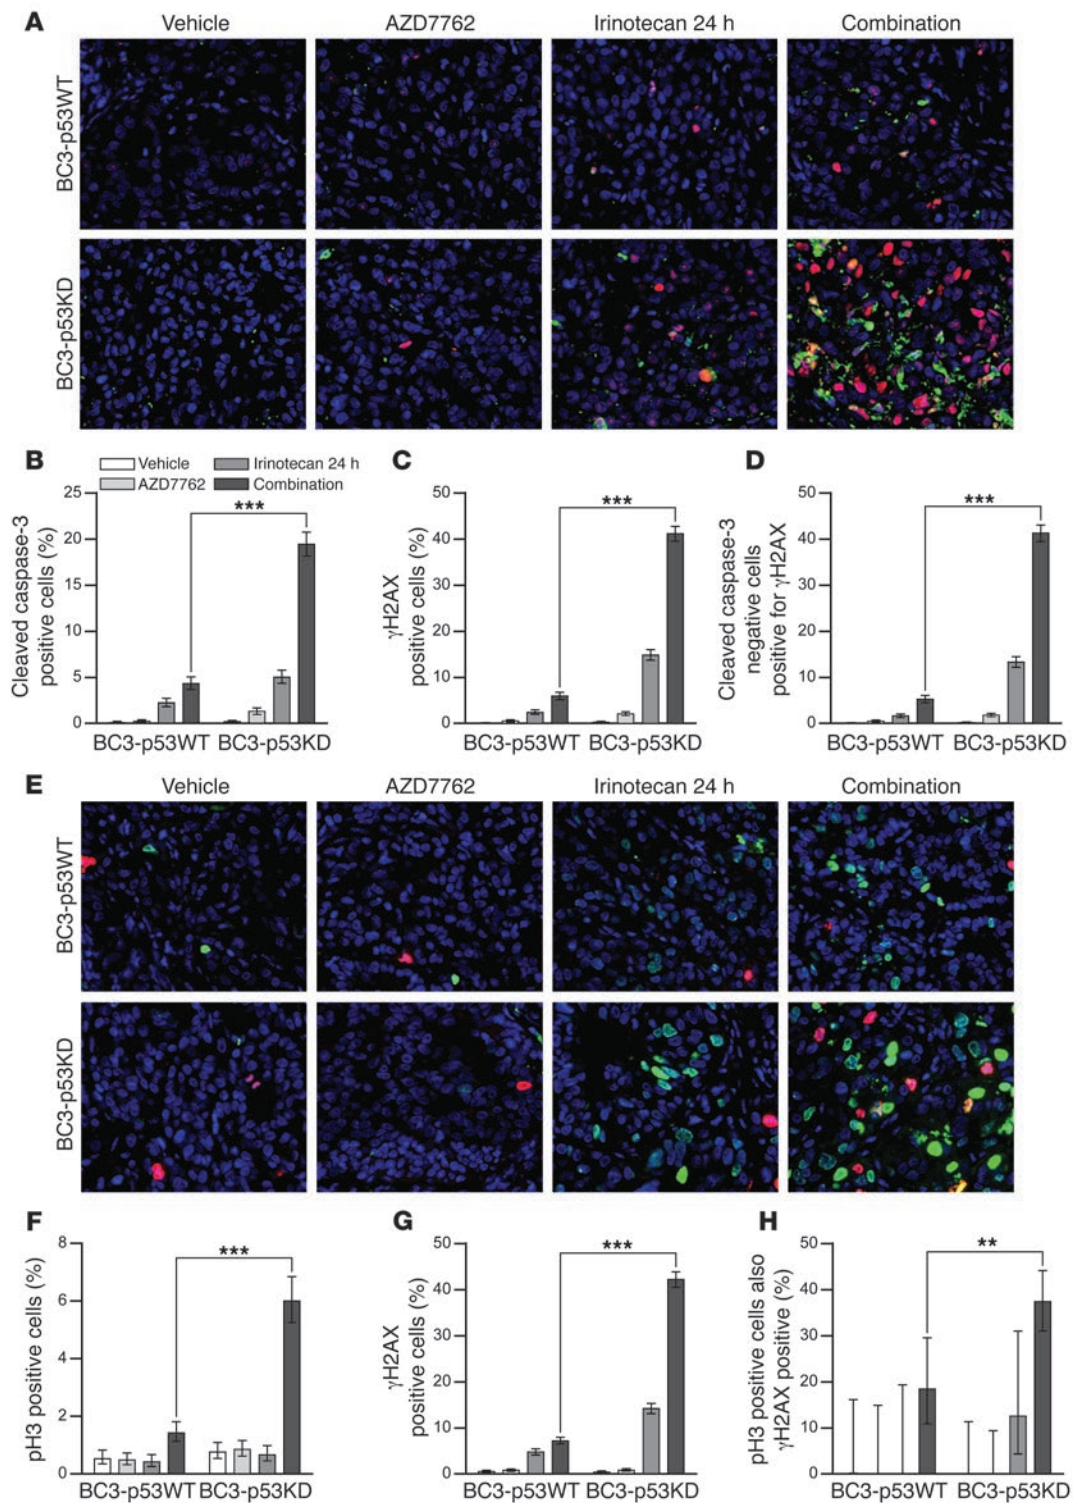 A
Vehicle
AZD7762
Irinotecan 24 h
Combination
BC3-p53WT
BC3-p53KD
B
Vehicle
AZD7762
Irinotecan 24 h
Combination
Cleaved caspase-3
positive cells (%)
25
20
15
10
5
0
***
BC3-p53WT BC3-p53KD
C
γH2AX
positive cells (%)
50
40
30
20
10
0
***
BC3-p53WT BC3-p53KD
D
Cleaved caspase-3
negative cells
positive for γH2AX
50
40
30
20
10
0
***
BC3-p53WT BC3-p53KD
E
Vehicle
AZD7762
Irinotecan 24 h
Combination
BC3-p53WT
BC3-p53KD
F
pH3 positive cells (%)
8
6
4
2
0
***
BC3-p53WT BC3-p53KD
G
γH2AX
positive cells (%)
50
40
30
20
10
0
***
BC3-p53WT BC3-p53KD
H
pH3 positive cells also
γH2AX positive (%)
50
40
30
20
10
0
**
BC3-p53WT BC3-p53KD